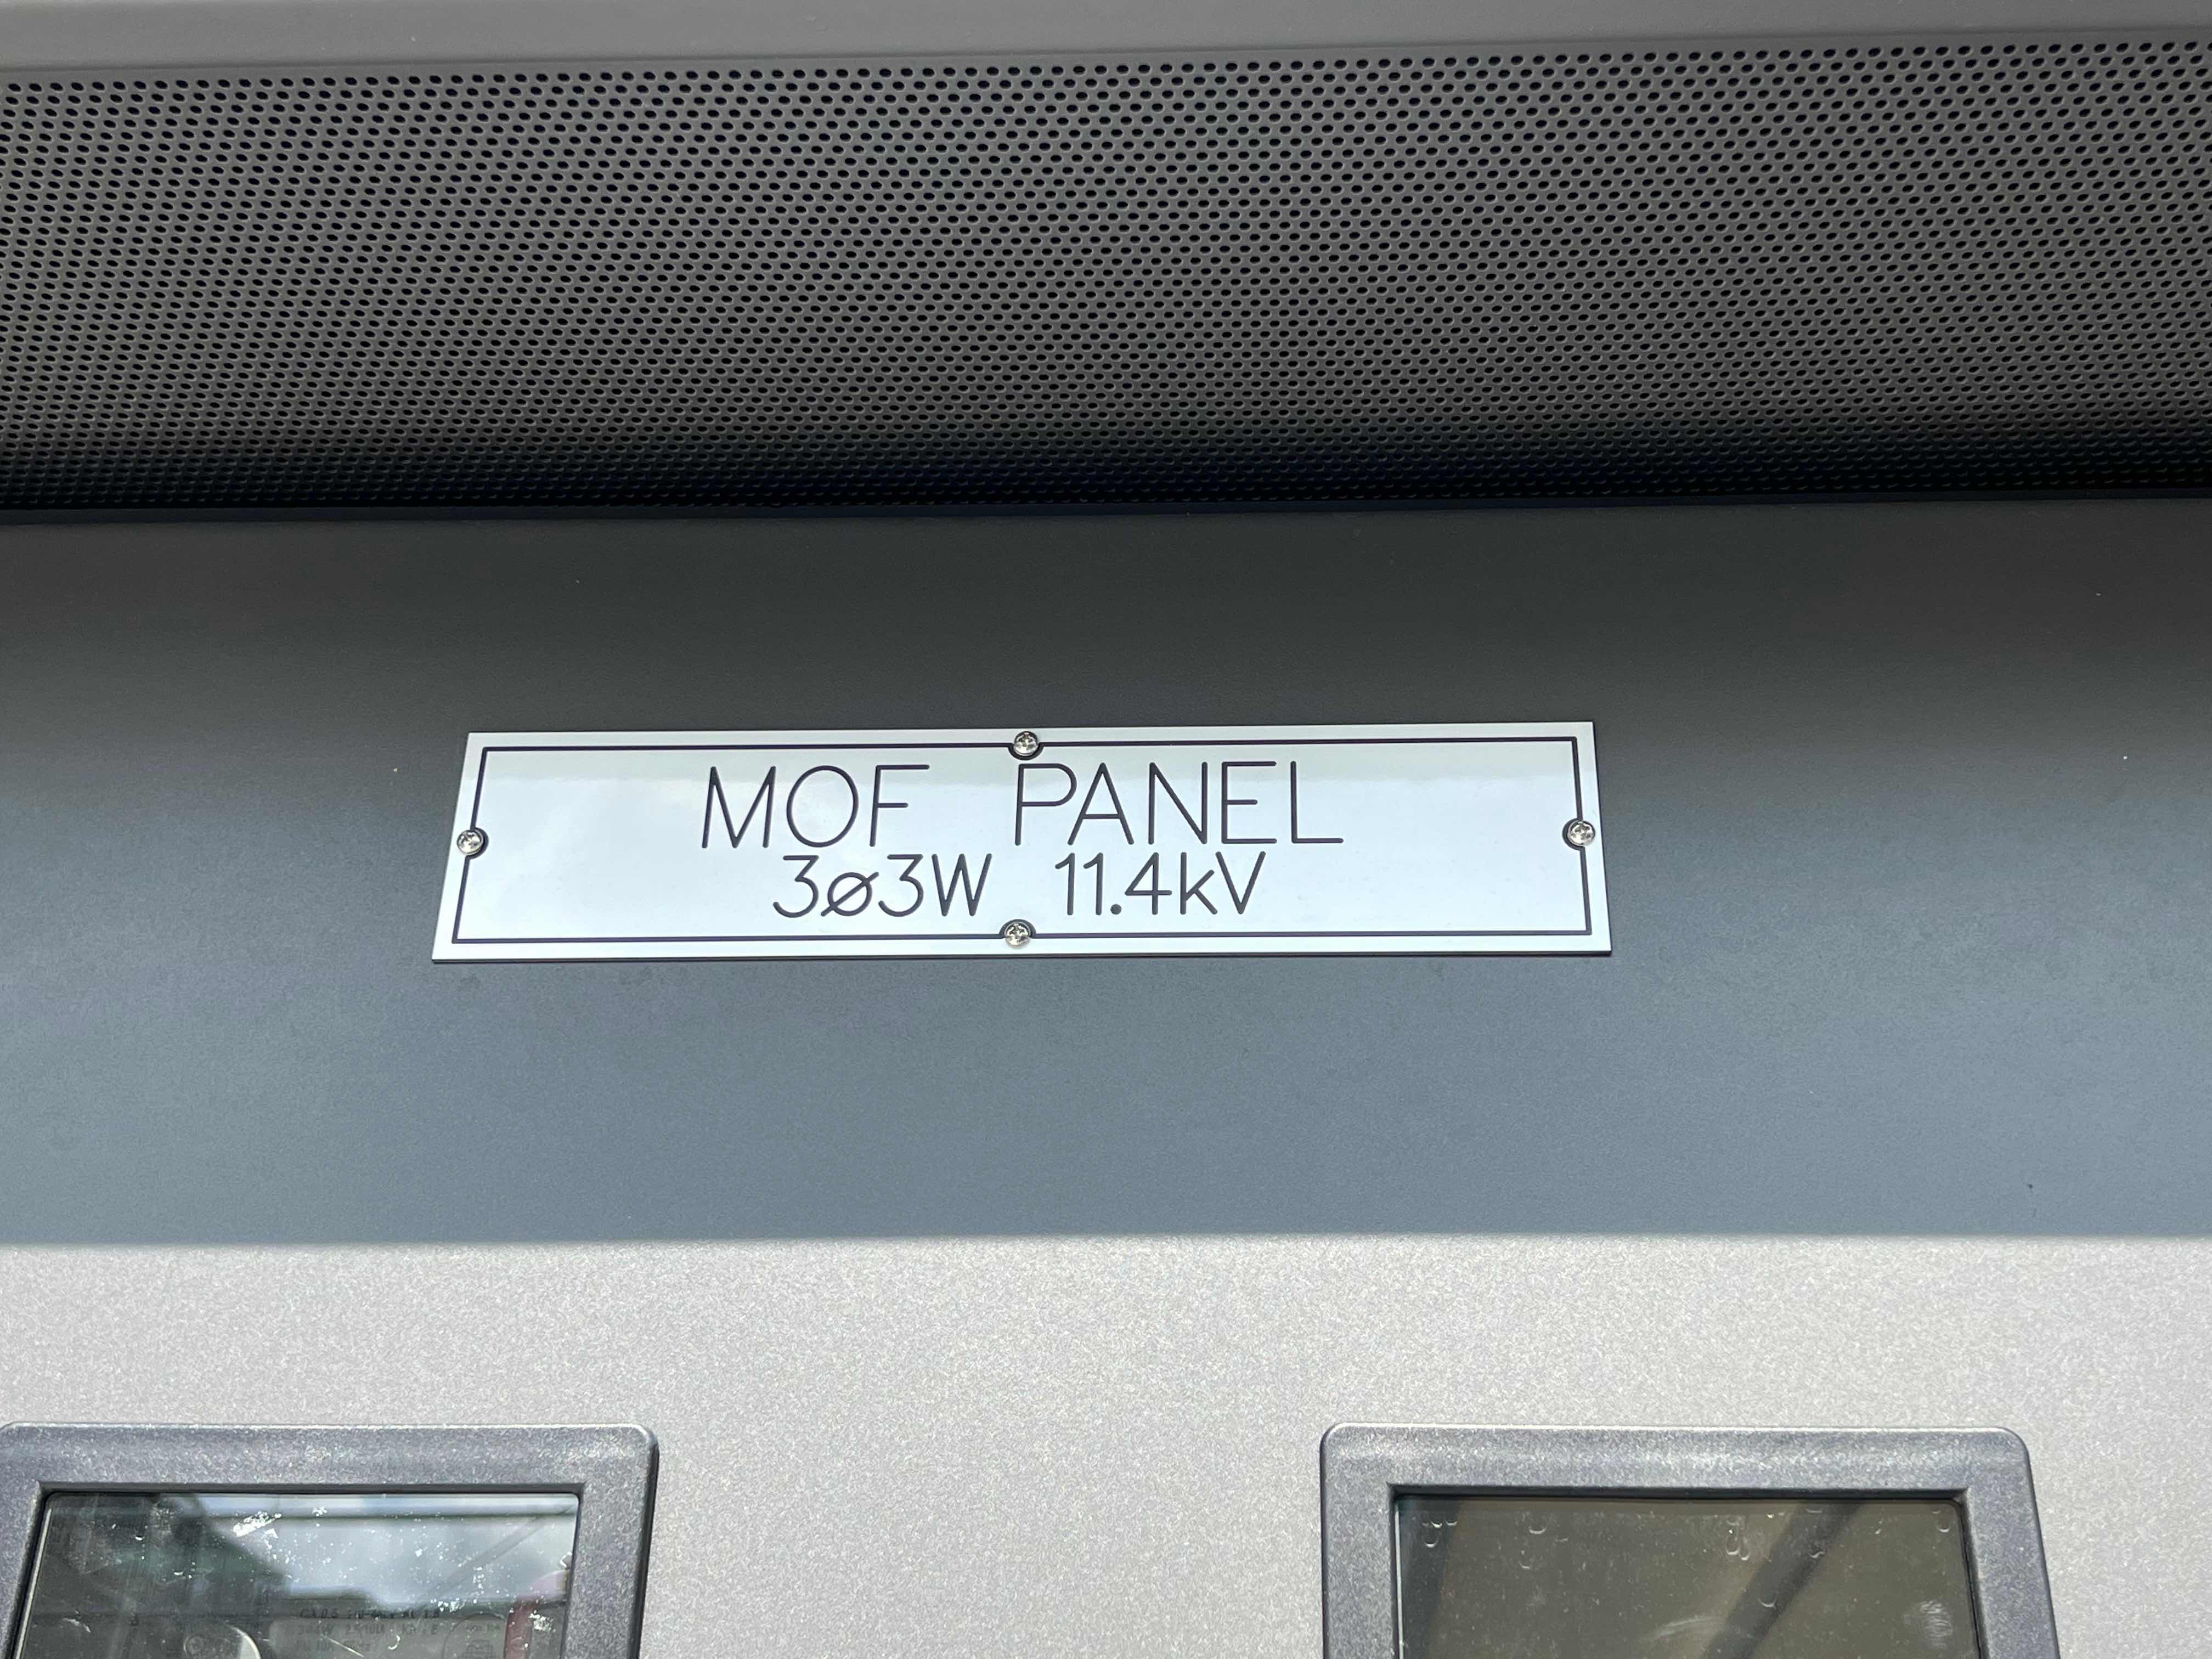 MOF PANEL
3ø3W 11.4kV